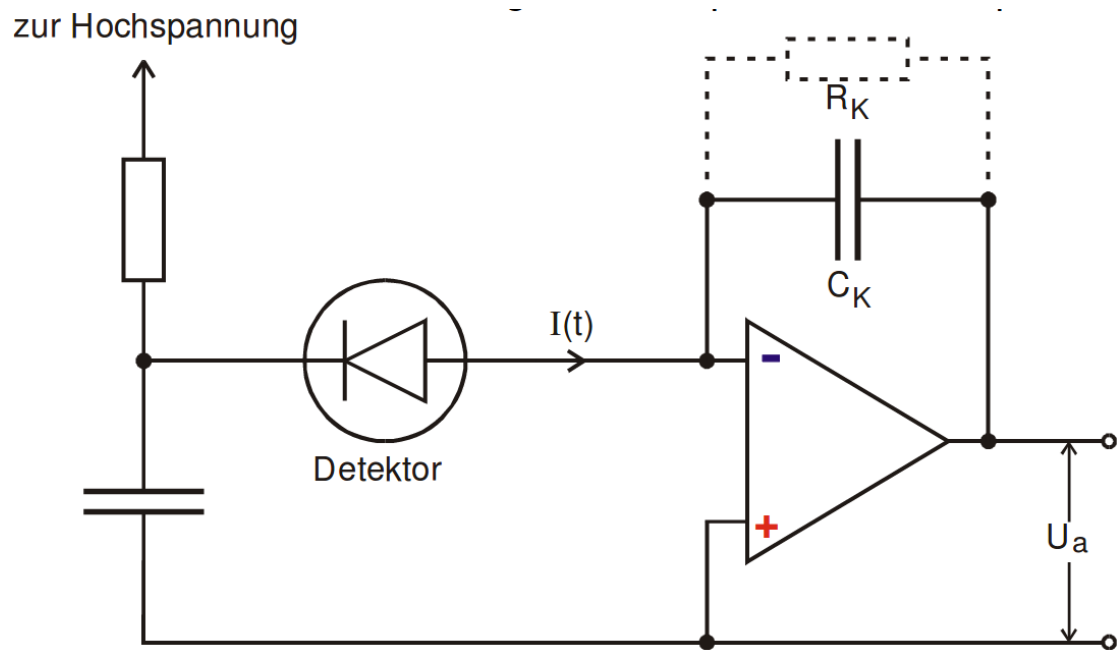 zur Hochspannung
R_K
C_K
I(t)
-
Detektor
+
U_a